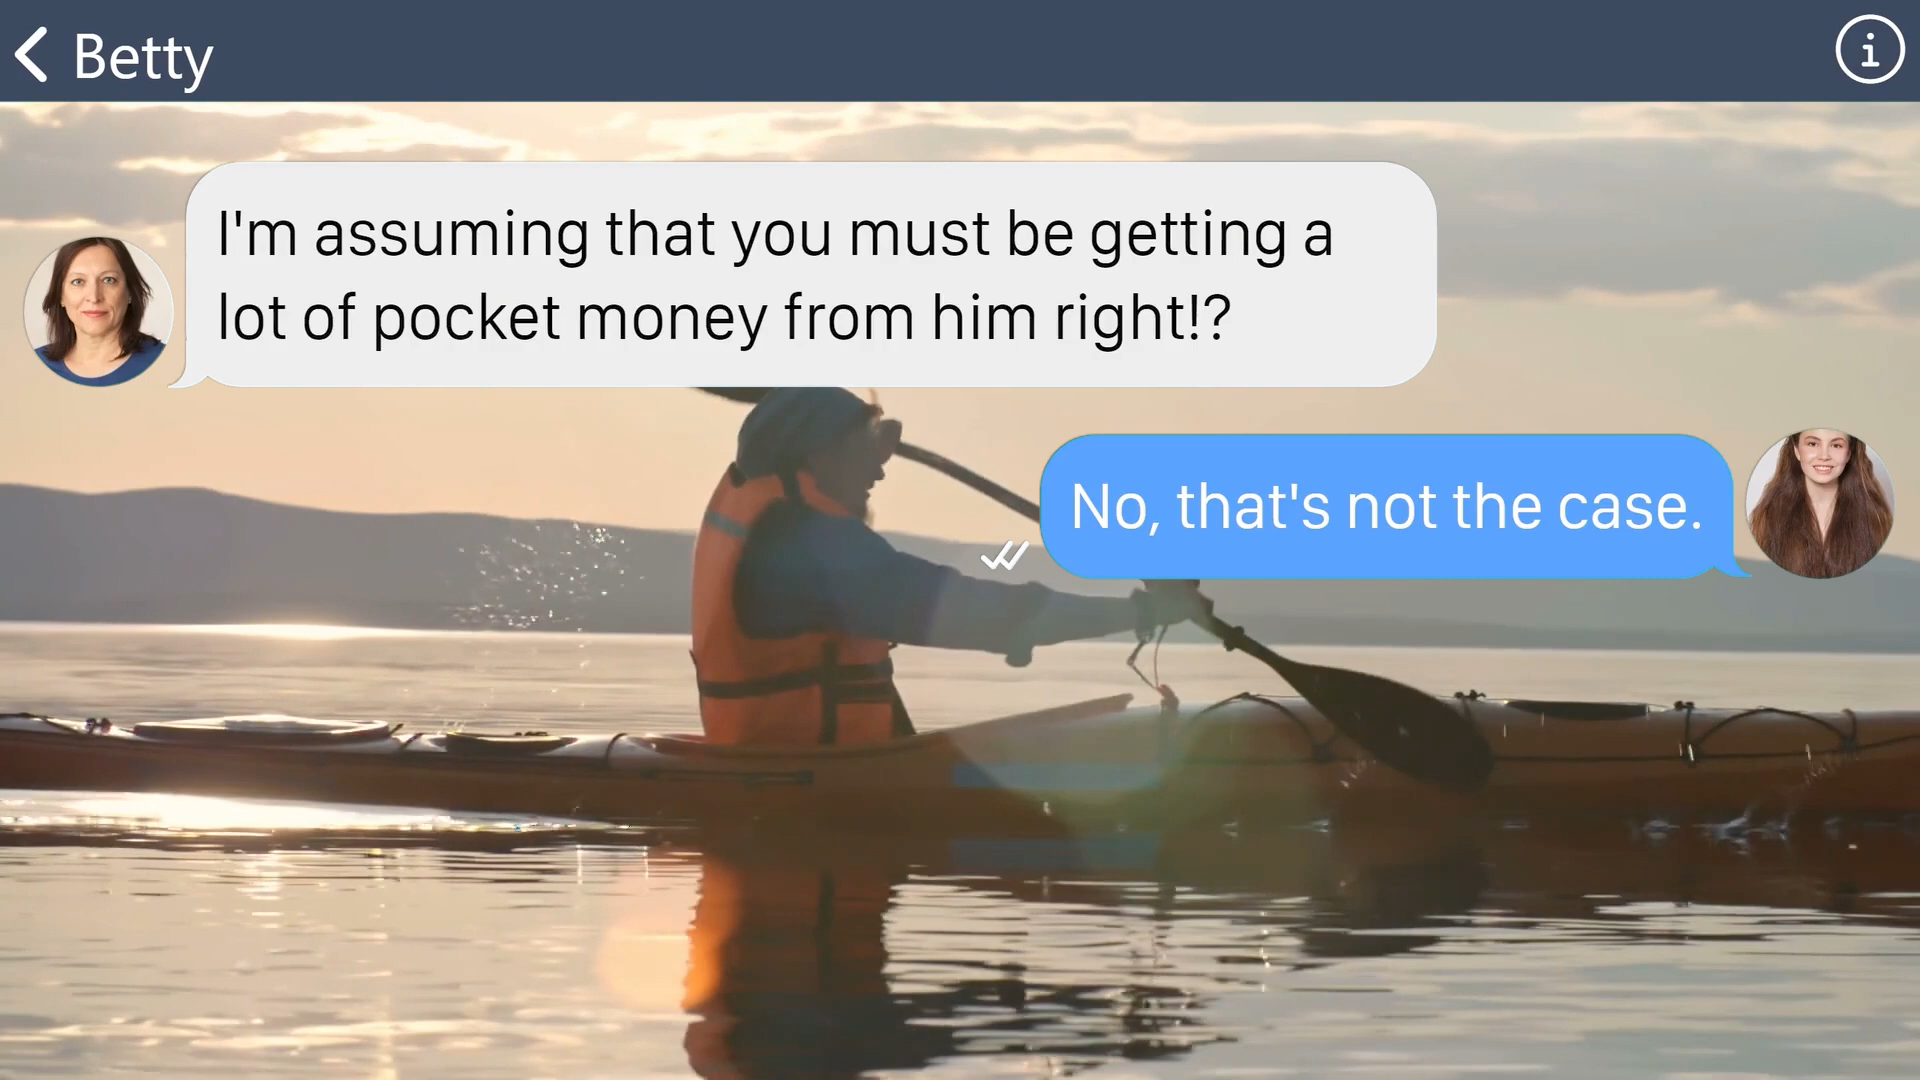 Betty
I'm assuming that you must be getting a
lot of pocket money from him right!?
No, that's not the case.